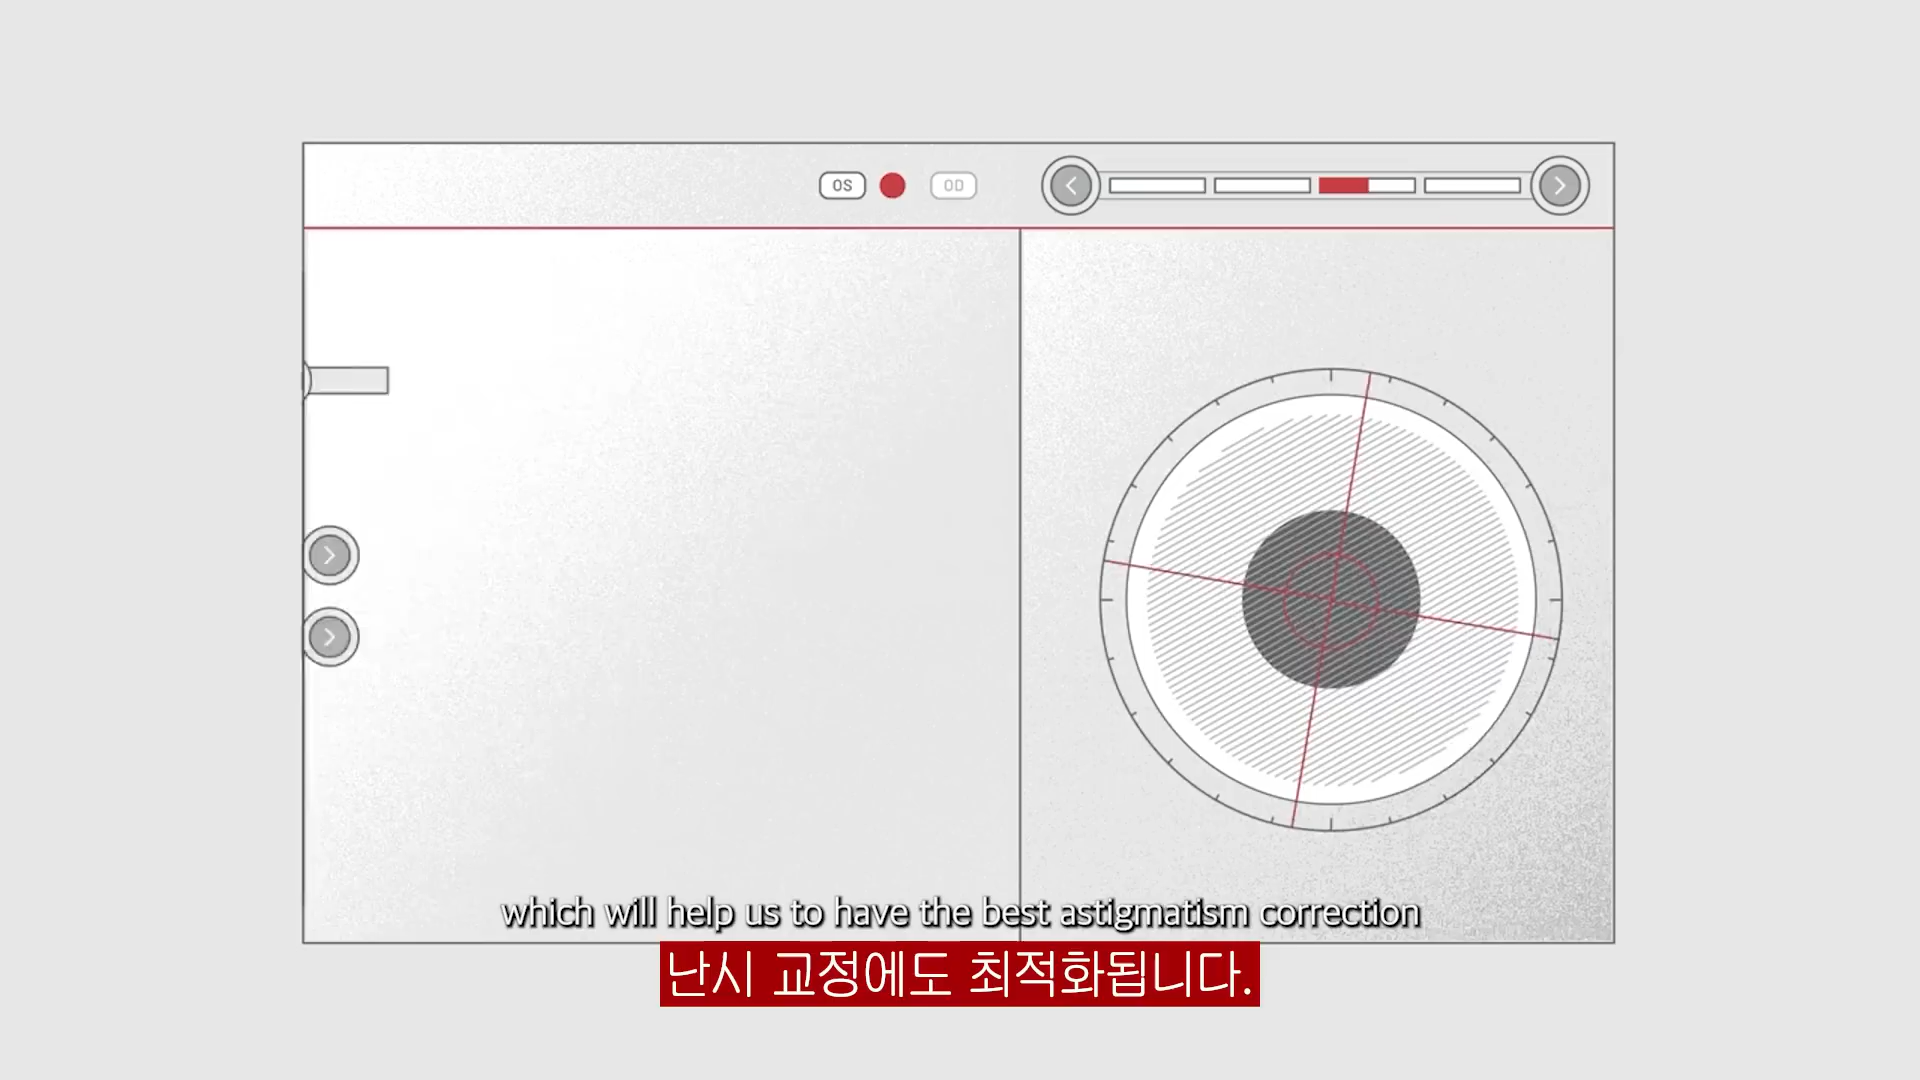 OS
OD
which will help us to have the best astigmatism correction
난시 교정에도 최적화됩니다.